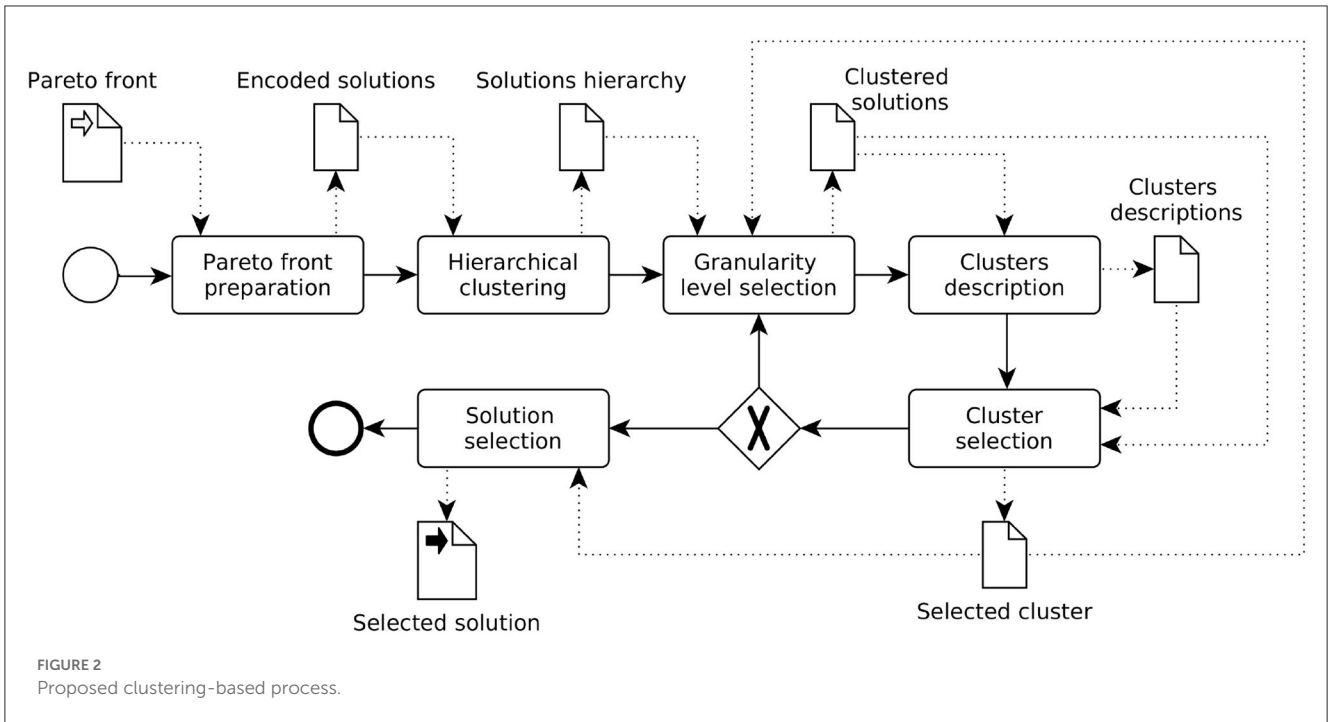 Pareto front
Encoded solutions
Solutions hierarchy
Clustered
solutions
Clusters
descriptions
Pareto front
preparation
Hierarchical
clustering
Granularity
level selection
Clusters
description
Solution
selection
X
Cluster
selection
Selected solution
Selected cluster
FIGURE 2
Proposed clustering-based process.